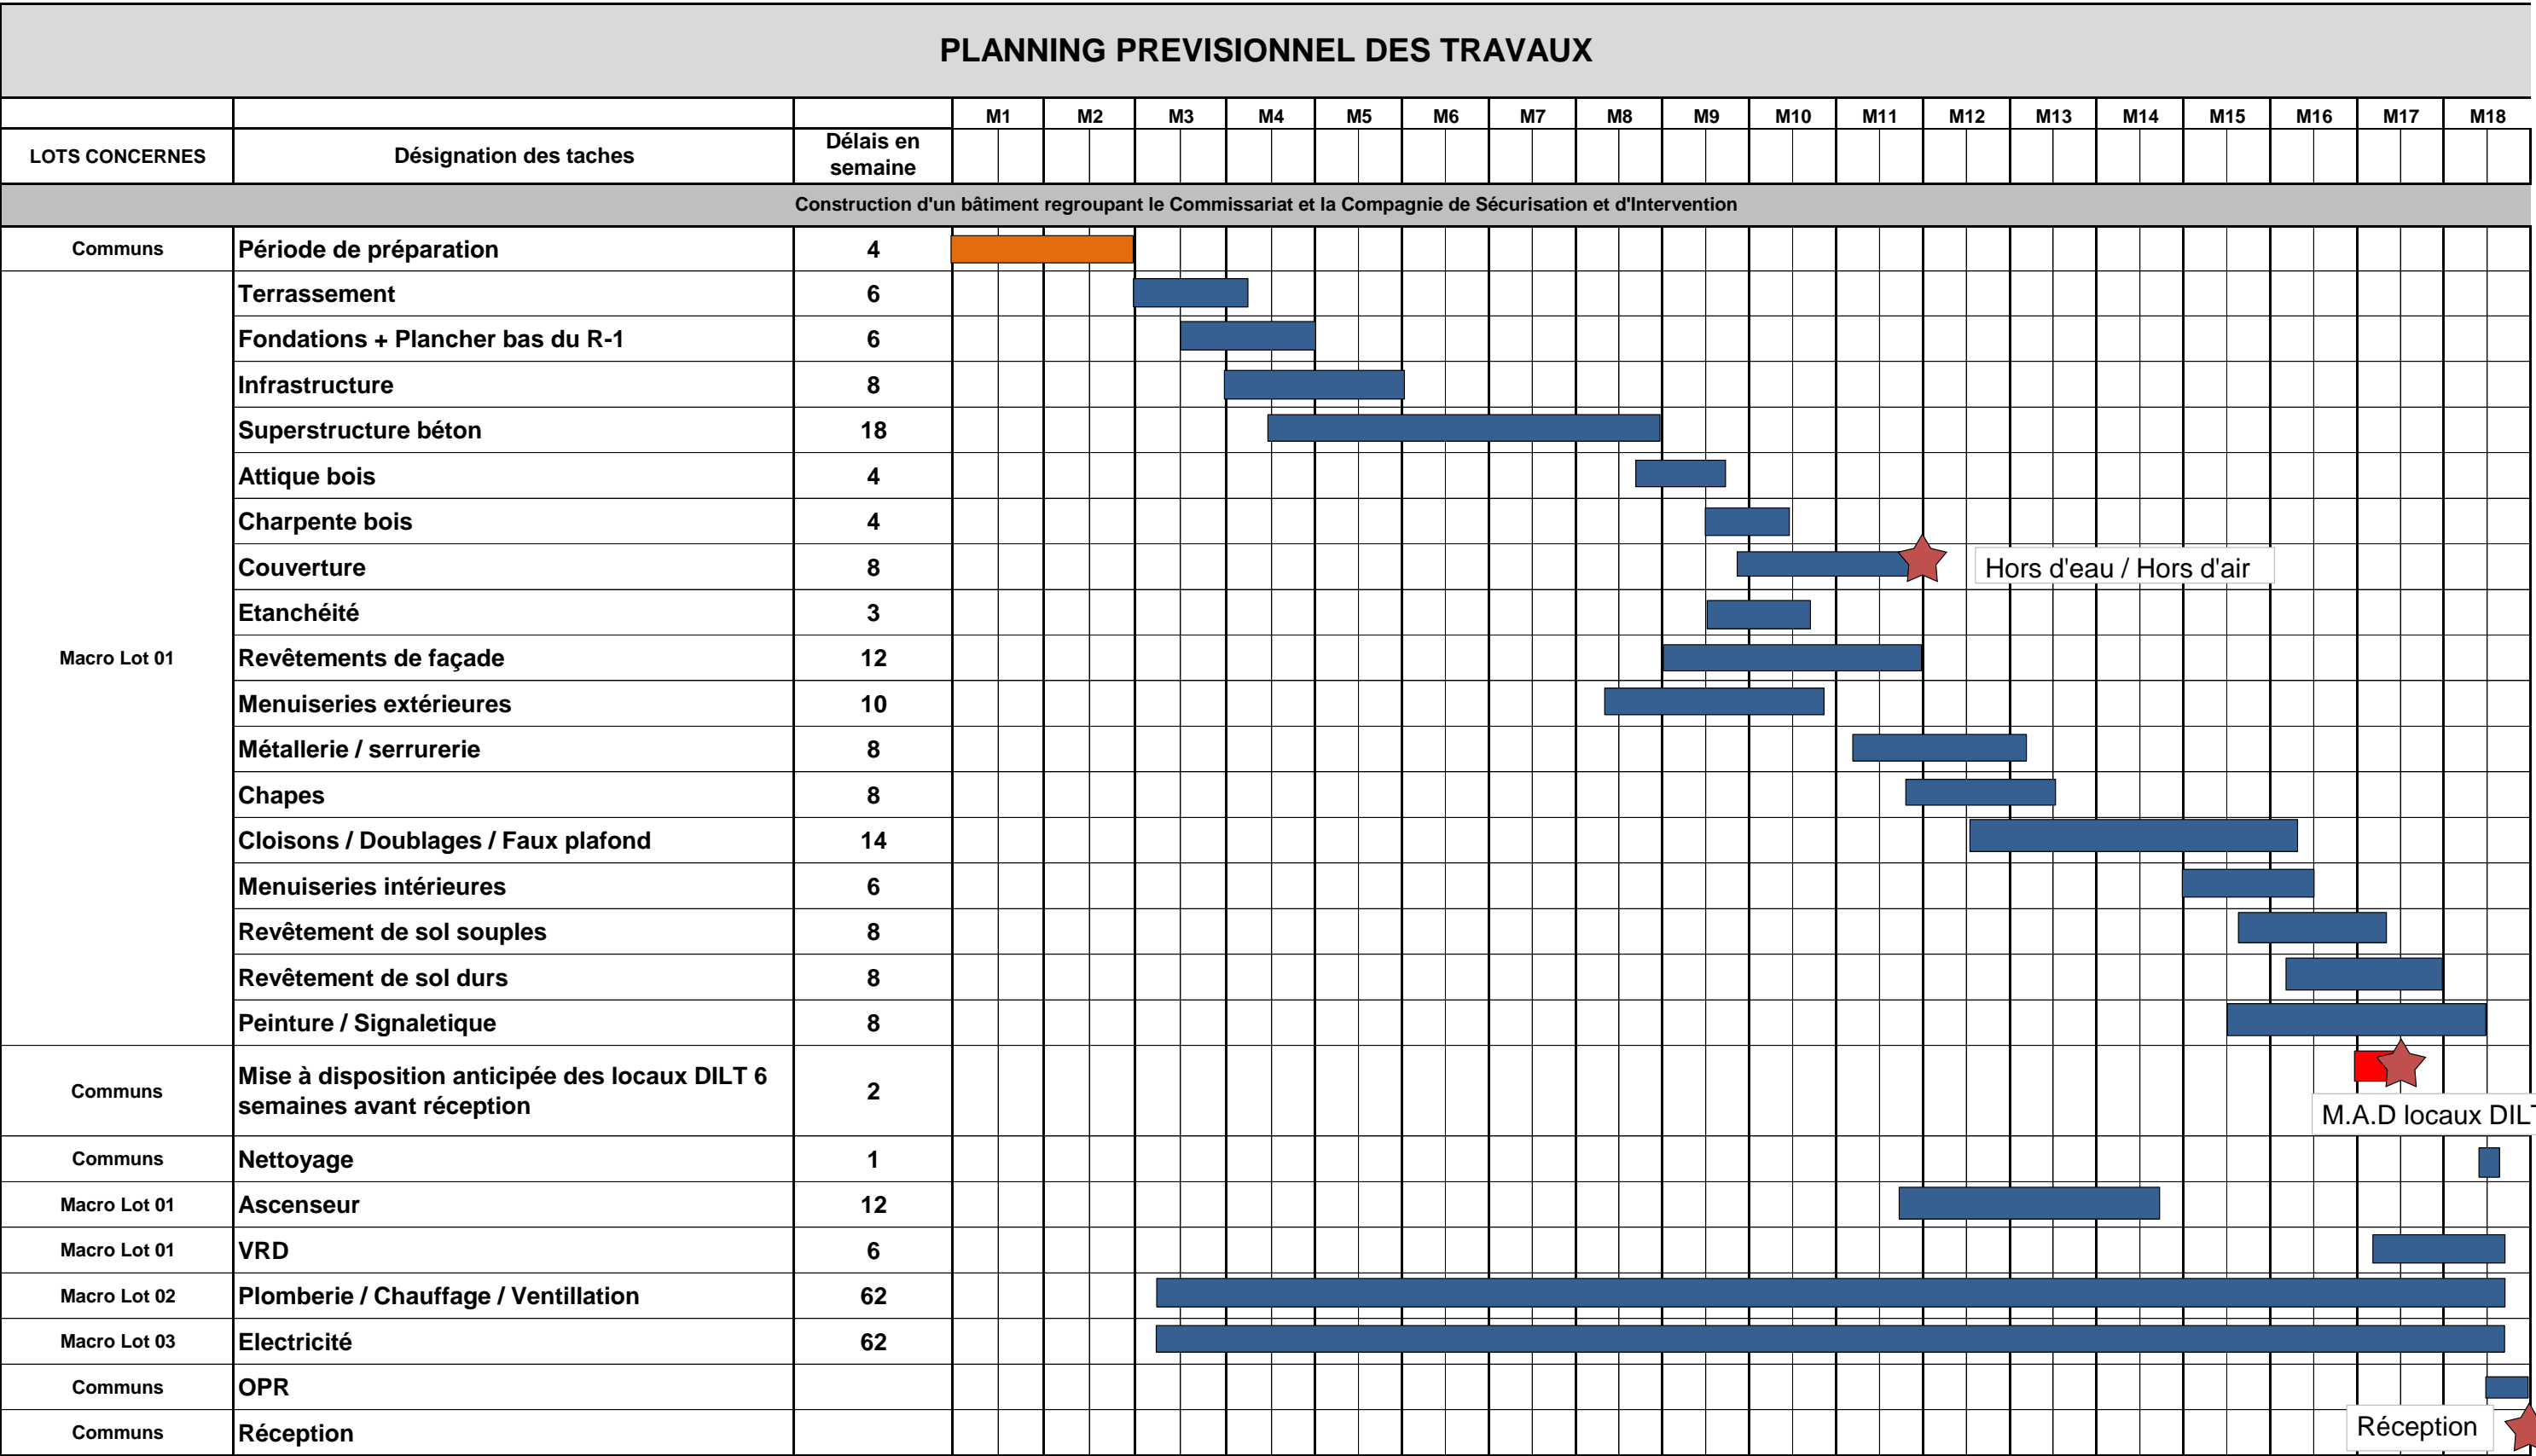 PLANNING PREVISIONNEL DES TRAVAUX
M1 M2 M3 M4 M5 M6 M7 M8 M9 M10 M11 M12 M13 M14 M15 M16 M17 M18
LOTS CONCERNES Désignation des taches Délais en
semaine
Construction d'un bâtiment regroupant le Commissariat et la Compagnie de Sécurisation et d'Intervention
Communs Période de préparation 4
Terrassement 6
Fondations + Plancher bas du R-1 6
Infrastructure 8
Superstructure béton 18
Attique bois 4
Charpente bois 4
Couverture 8 Hors d'eau / Hors d'air
Etanchéité 3
Macro Lot 01 Revêtements de façade 12
Menuiseries extérieures 10
Métallerie / serrurerie 8
Chapes 8
Cloisons / Doublages / Faux plafond 14
Menuiseries intérieures 6
Revêtement de sol souples 8
Revêtement de sol durs 8
Peinture / Signaletique 8
Communs Mise à disposition anticipée des locaux DILT 6
semaines avant réception 2
M.A.D locaux DILT
Communs Nettoyage 1
Macro Lot 01 Ascenseur 12
Macro Lot 01 VRD 6
Macro Lot 02 Plomberie / Chauffage / Ventillation 62
Macro Lot 03 Electricité 62
Communs OPR
Communs Réception Réception